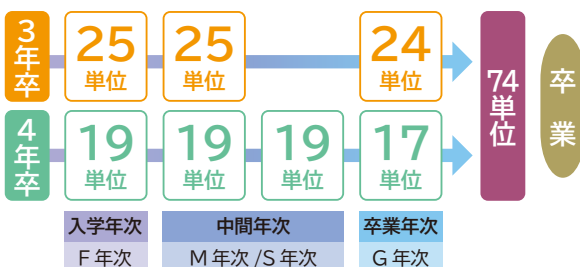 3年卒
25
単位
25
単位
24
単位
4年卒
19
単位
19
単位
19
単位
17
単位
74単位
卒業
入学年次
中間年次
卒業年次
F年次
M年次/S年次
G年次